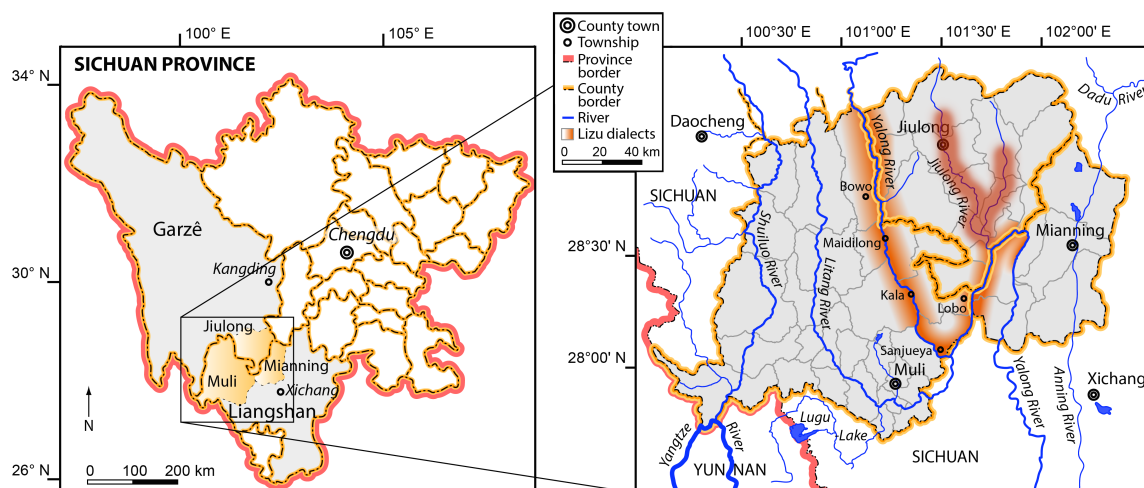 100° E
105° E
34° N
SICHUAN PROVINCE
Garzê
Chengdu
Kangding
30° N
Jiulong
Mianning
Muli
Xichang
Liangshan
N
0 100 200 km
26° N
County town
Township
Province
border
County
border
River
Lizu dialects
0 20 40 km
100°30' E
101°00' E
101°30' E
102°00' E
Dadu River
Daocheng
Jiulong
Yalong River
Jiulong River
Bowo
SICHUAN
Shuiluo River
Mianning
Maidilong
28°30' N
Litang River
Kala
Lobo
Sanjueya
28°00' N
Muli
Yalong River
Anning River
Xichang
Lugu
Lake
Yangtze
River
YUNNAN
SICHUAN